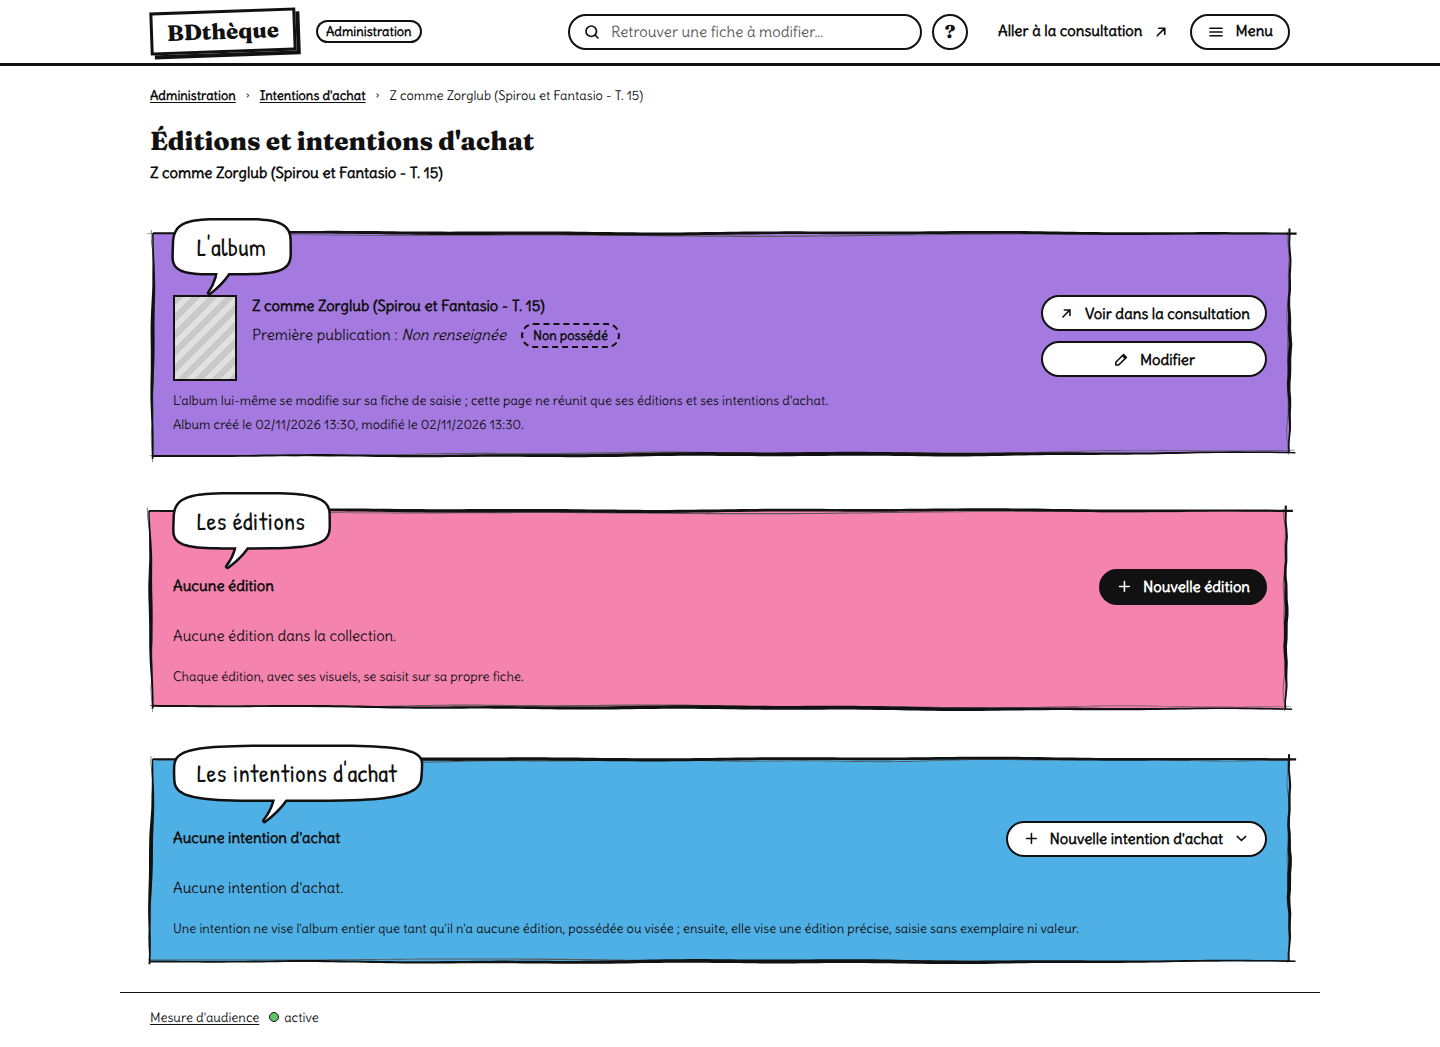 BDthèque
Administration
Retrouver une fiche à modifier...
?
Aller à la consultation
Menu
Administration › Intentions d'achat › Z comme Zorglub (Spirou et Fantasio - T. 15)
Éditions et intentions d'achat
Z comme Zorglub (Spirou et Fantasio - T. 15)
L'album
Z comme Zorglub (Spirou et Fantasio - T. 15)
Première publication : Non renseignée
Non possédé
Voir dans la consultation
Modifier
L'album lui-même se modifie sur sa fiche de saisie ; cette page ne réunit que ses éditions et ses intentions d'achat.
Album créé le 02/11/2026 13:30, modifié le 02/11/2026 13:30.
Les éditions
Aucune édition
Nouvelle édition
Aucune édition dans la collection.
Chaque édition, avec ses visuels, se saisit sur sa propre fiche.
Les intentions d'achat
Aucune intention d'achat
Nouvelle intention d'achat
Aucune intention d'achat.
Une intention ne vise l'album entier que tant qu'il n'a aucune édition, possédée ou visée ; ensuite, elle vise une édition précise, saisie sans exemplaire ni valeur.
Mesure d'audience
active